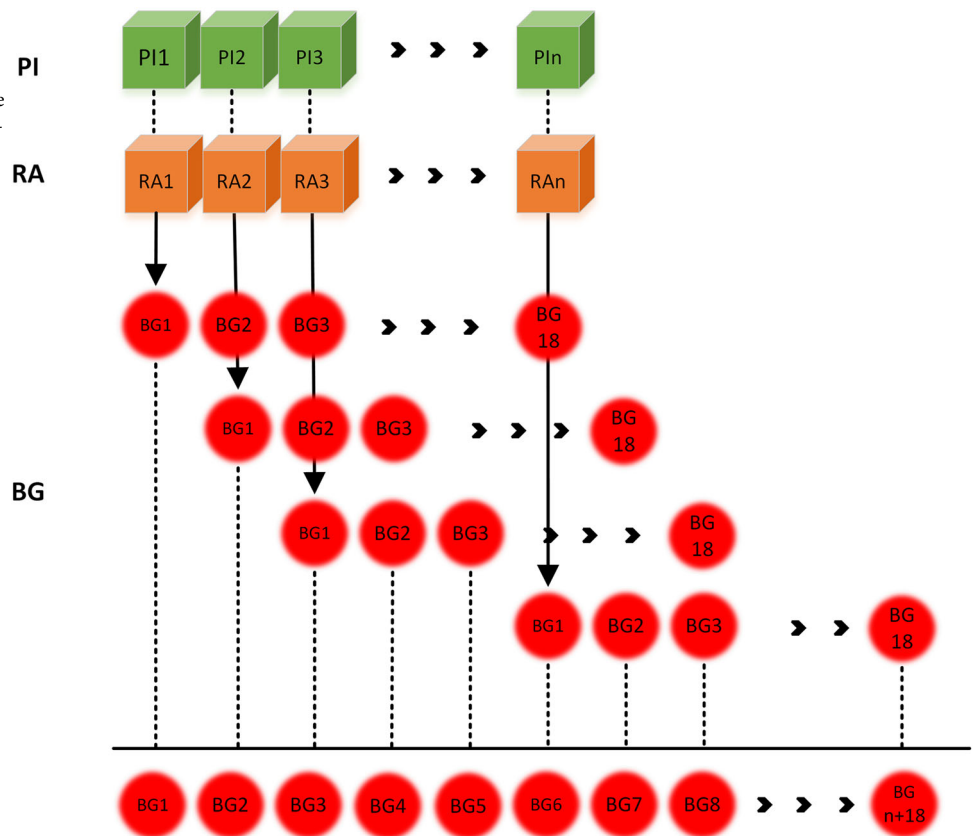 PI
PI1 PI2 PI3 PIn
e
RA
RA1 RA2 RA3 RAn
BG1 BG2 BG3 BG
18
BG1 BG2 BG3 BG
18
BG
BG1 BG2 BG3 BG
18
BG1 BG2 BG3 BG
18
BG1 BG2 BG3 BG4 BG5 BG6 BG7 BG8 BG
n+18